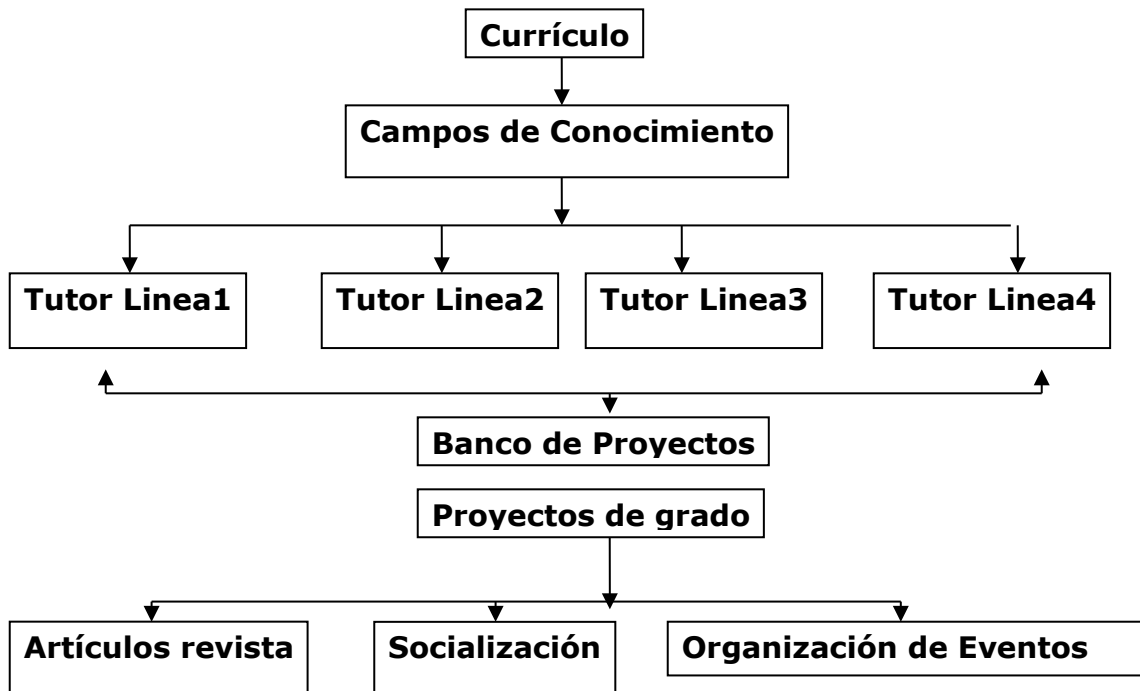 Currículo
Campos de Conocimiento
Tutor Linea1
Tutor Linea2
Tutor Linea3
Tutor Linea4
Banco de Proyectos
Proyectos de grado
Artículos revista
Socialización
Organización de Eventos